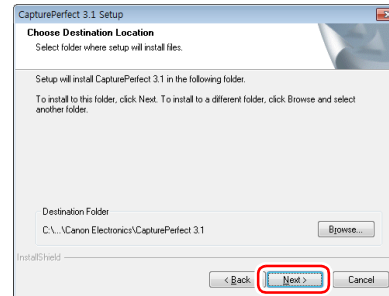 CapturePerfect 3.1 Setup
Choose Destination Location
Select folder where setup will install files.
Setup will install CapturePerfect 3.1 in the following folder.
To install to this folder, click Next. To install to a different folder, click Browse and select
another folder.
Destination Folder
C:\...\Canon Electronics\CapturePerfect 3.1
Browse...
InstallShield
< Back
Next >
Cancel